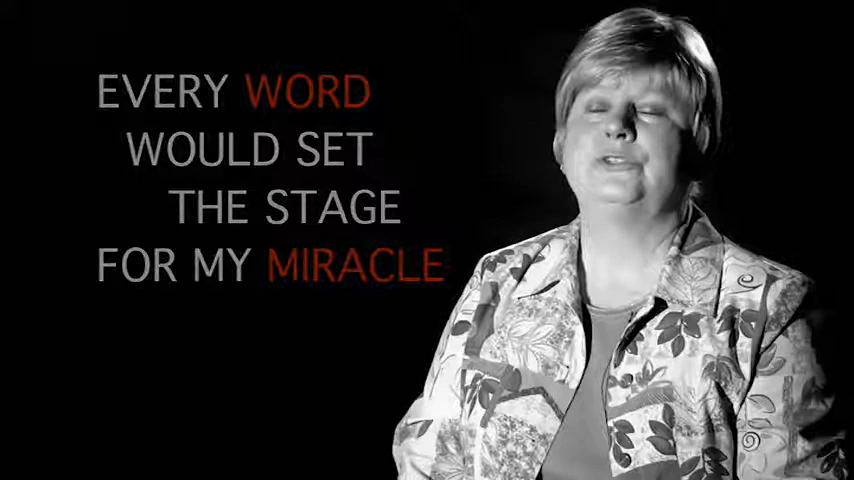 EVERY WORD
WOULD SET
THE STAGE
FOR MY MIRACLE